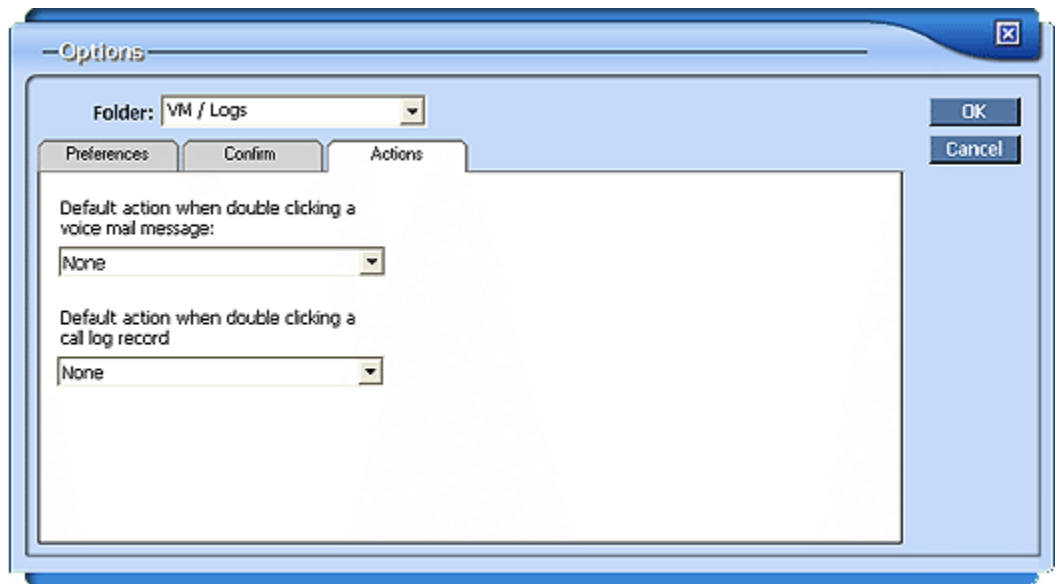 Options
Folder: VM / Logs
OK
Preferences Confirm Actions
Cancel
Default action when double clicking a
voice mail message:
None
Default action when double clicking a
call log record
None